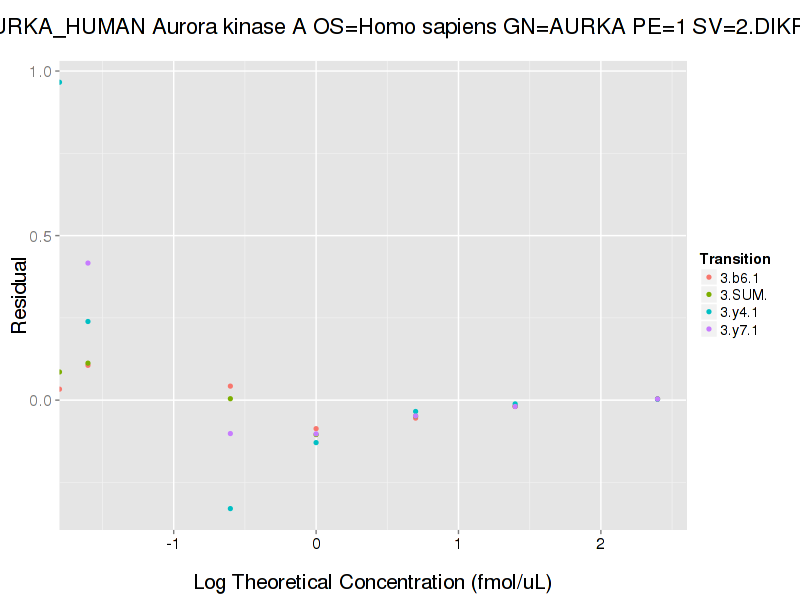 JRKA_HUMAN Aurora kinase A OS=Homo sapiens GN=AURKA PE=1 SV=2.DIKF
1.0
0.5
0.0
Residual
-1 0 1 2
Log Theoretical Concentration (fmol/uL)
Transition
3.b6.1
3.SUM.
3.y4.1
3.y7.1